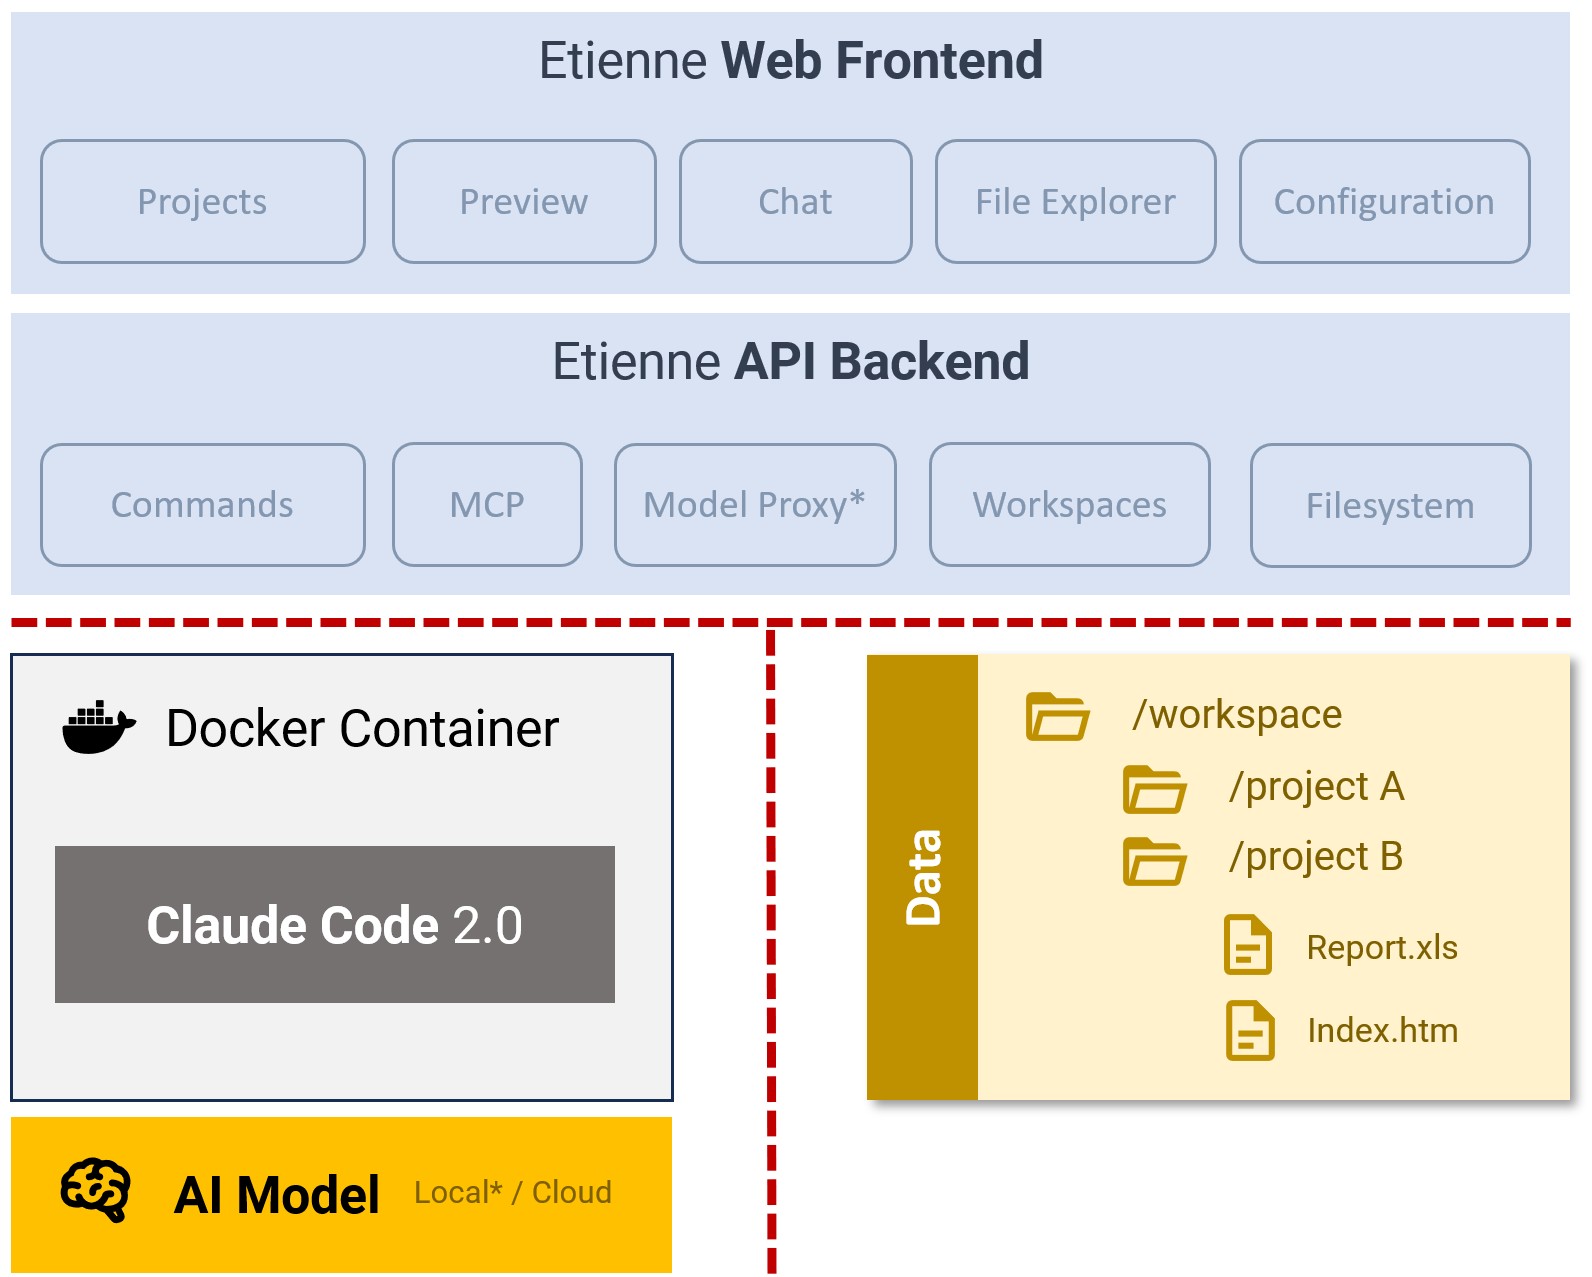 Etienne Web Frontend
Projects
Preview
Chat
File Explorer
Configuration
Etienne API Backend
Commands
MCP
Model Proxy*
Workspaces
Filesystem
Docker Container
Claude Code 2.0
AI Model Local* / Cloud
Data
/workspace
/project A
/project B
Report.xls
Index.htm